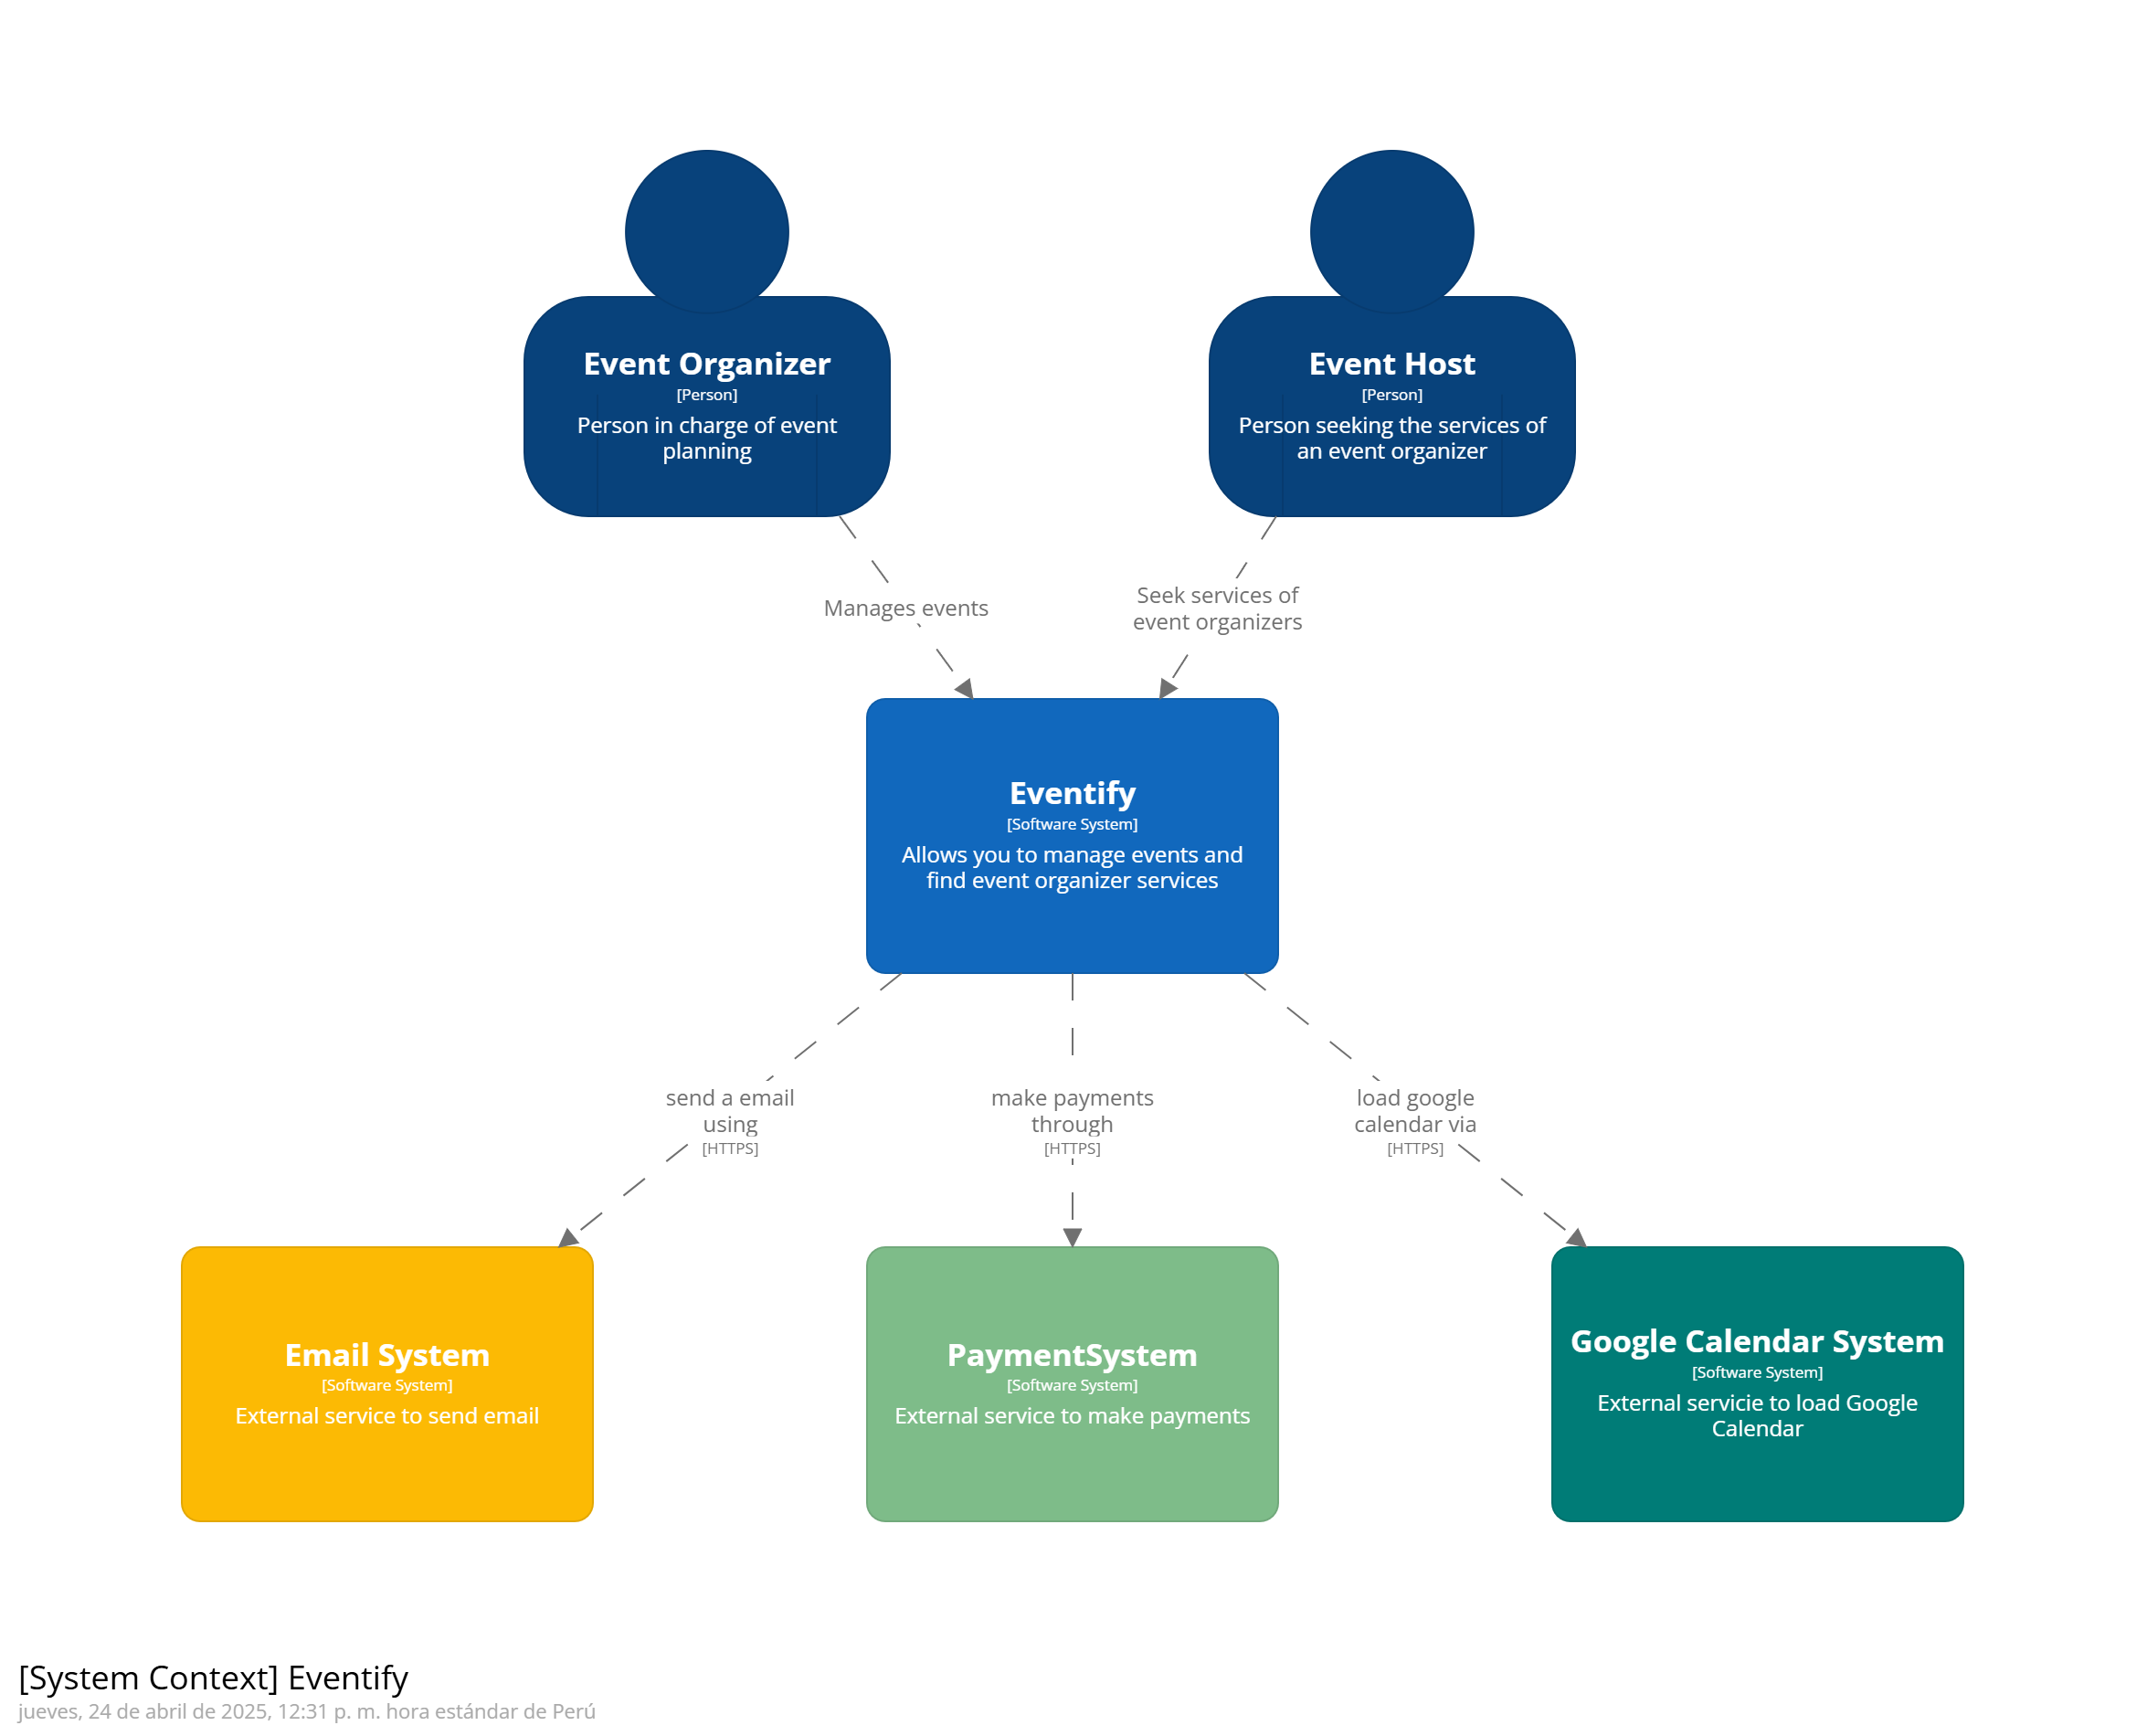 Event Organizer
[Person]
Person in charge of event
planning
Event Host
[Person]
Person seeking the services of
an event organizer
Manages events
Seek services of
event organizers
Eventify
[Software System]
Allows you to manage events and
find event organizer services
send a email
using
[HTTPS]
make payments
through
[HTTPS]
load google
calendar via
[HTTPS]
Email System
[Software System]
External service to send email
PaymentSystem
[Software System]
External service to make payments
Google Calendar System
[Software System]
External servicie to load Google
Calendar
[System Context] Eventify
jueves, 24 de abril de 2025, 12:31 p. m. hora estándar de Perú